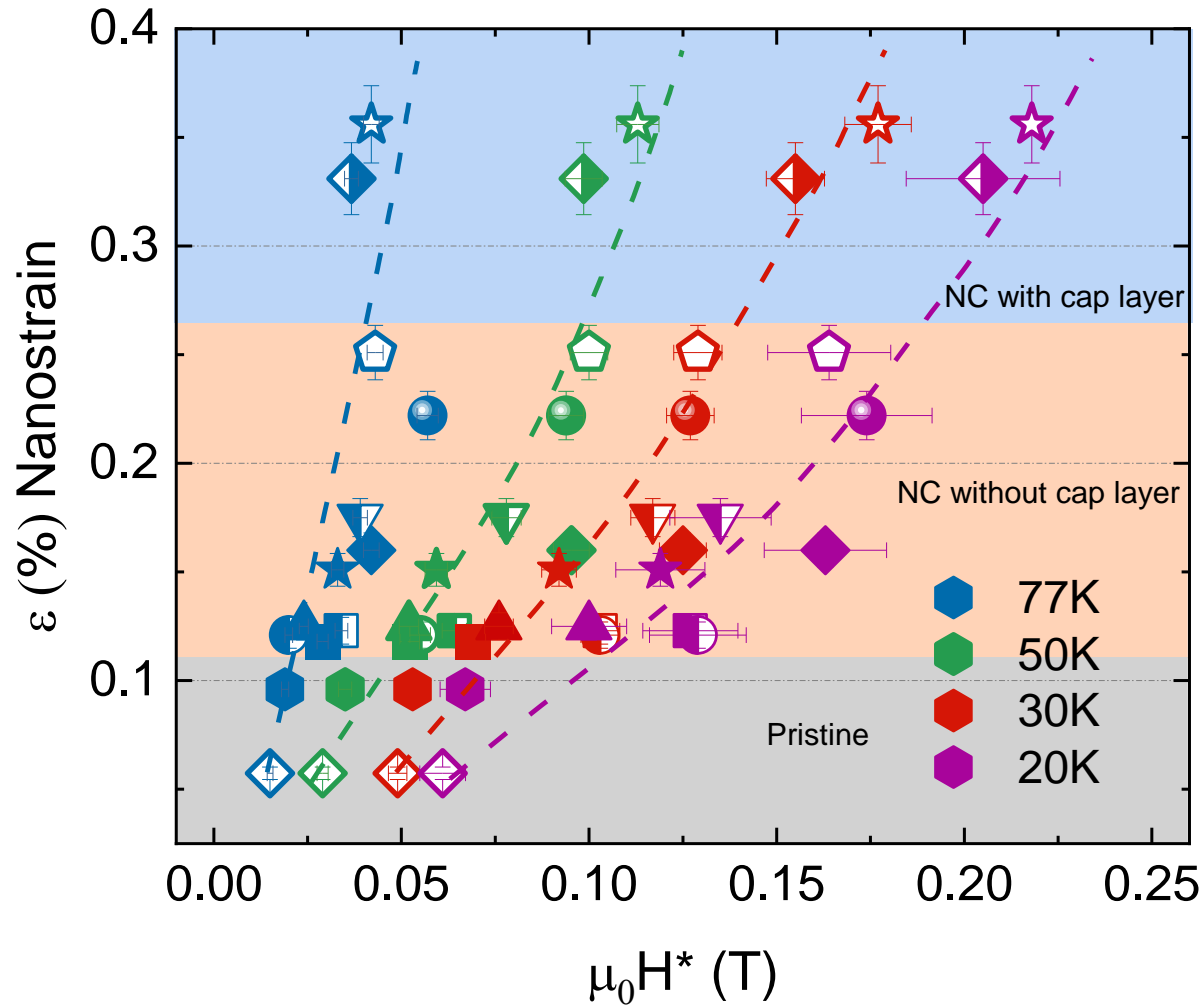 0.4
0.3
0.2
0.1
ε (%) Nanostrain
NC with cap layer
NC without cap layer
Pristine
77K
50K
30K
20K
0.00 0.05 0.10 0.15 0.20 0.25
μ₀H* (T)